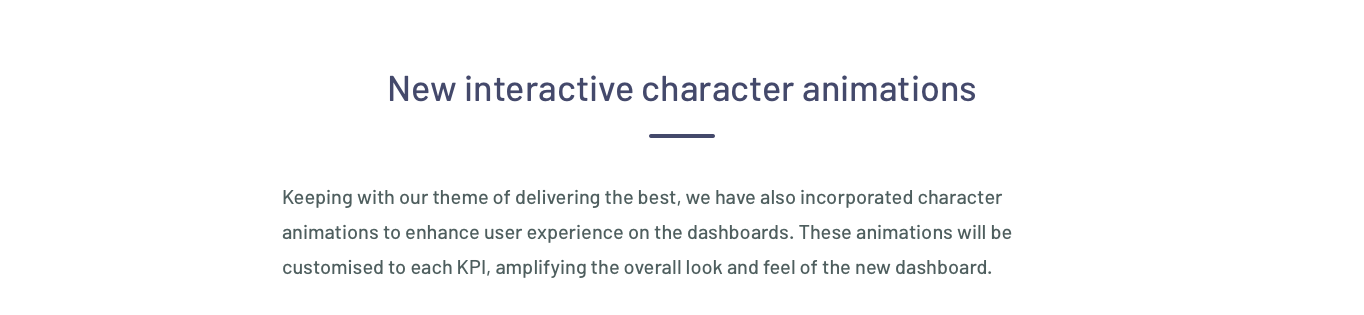 New interactive character animations
Keeping with our theme of delivering the best, we have also incorporated character
animations to enhance user experience on the dashboards. These animations will be
customised to each KPI, amplifying the overall look and feel of the new dashboard.